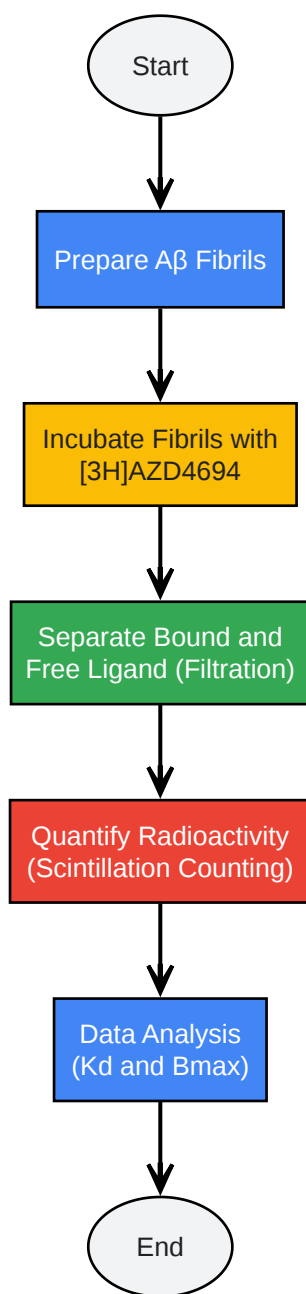 Start
Prepare Aβ Fibrils
Incubate Fibrils with
[3H]AZD4694
Separate Bound and
Free Ligand (Filtration)
Quantify Radioactivity
(Scintillation Counting)
Data Analysis
(Kd and Bmax)
End